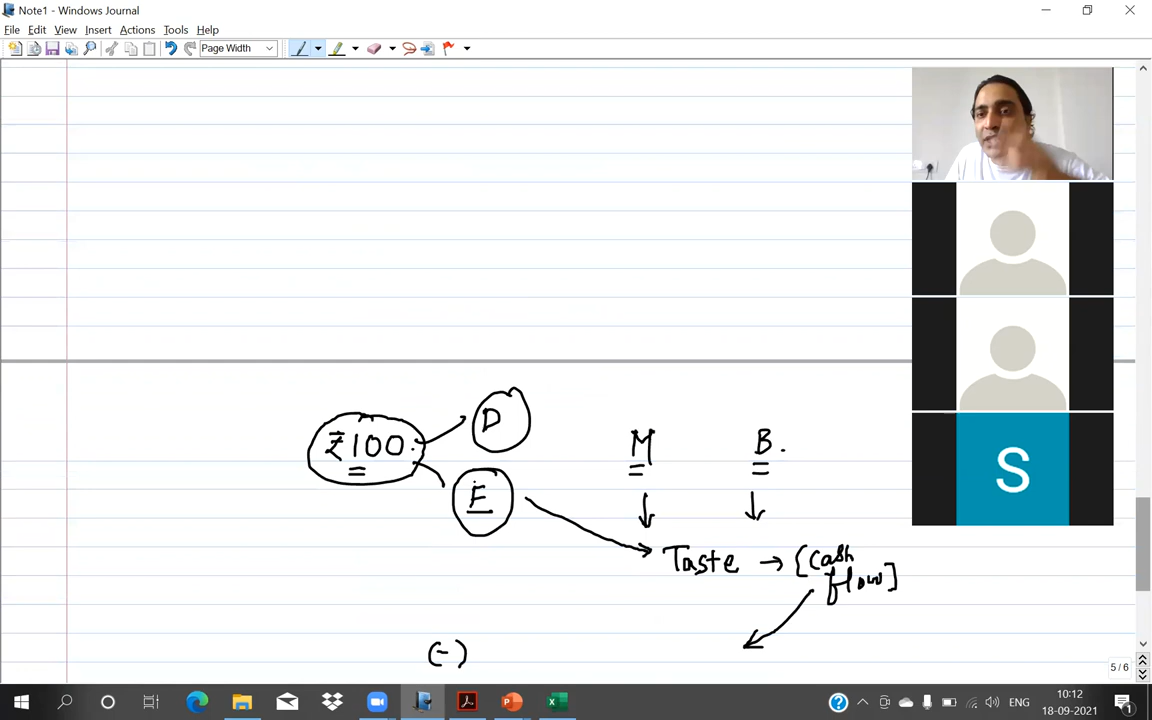 Note1 - Windows Journal
File Edit View Insert Actions Tools Help
Page Width
₹100. D M B.
E
Taste → [Cash
flow]
(-)
S
5/6
ENG
10:12
18-09-2021
1